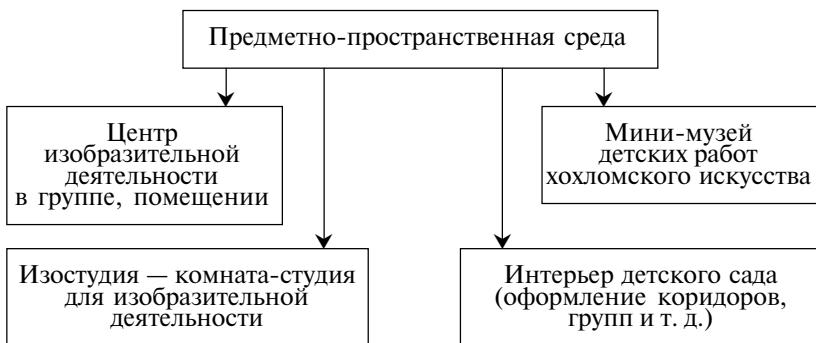 Предметно-пространственная среда
Центр
изобразительной
деятельности
в группе, помещении
Мини-музей
детских работ
хохломского искусства
Изостудия — комната-студия
для изобразительной
деятельности
Интерьер детского сада
(оформление коридоров,
групп и т. д.)